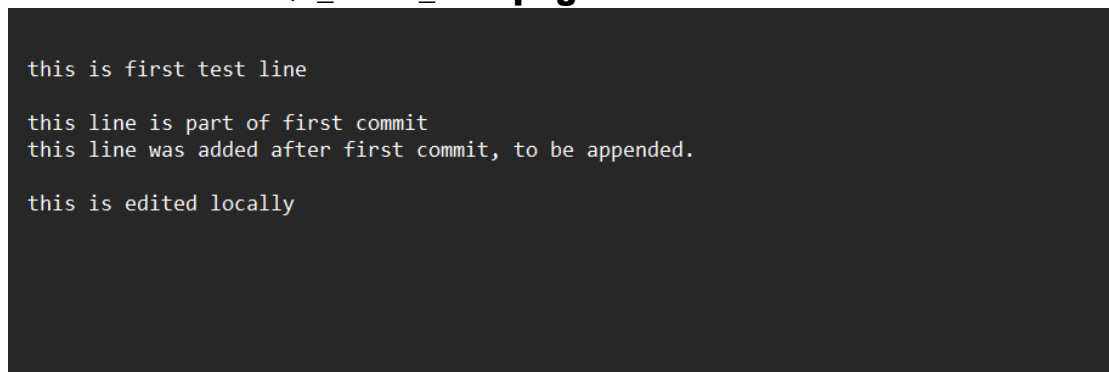 this is first test line
this line is part of first commit
this line was added after first commit, to be appended.
this is edited locally